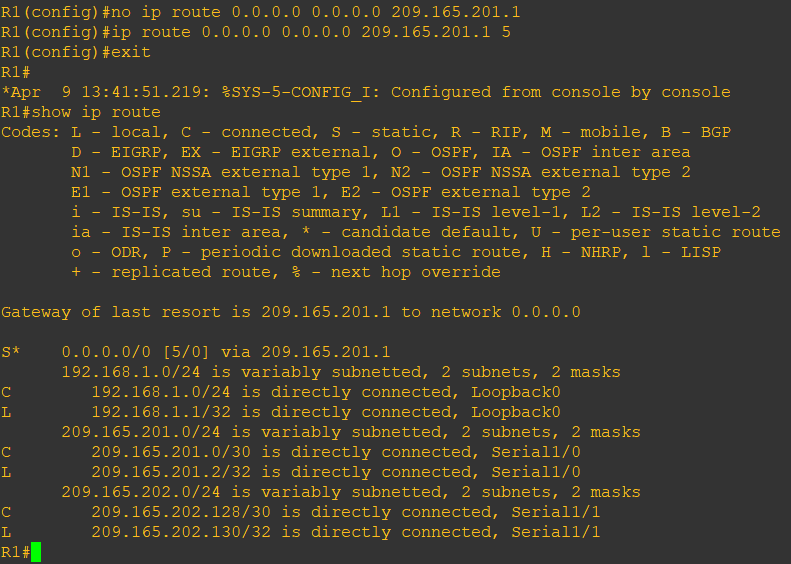 R1(config)#no ip route 0.0.0.0 0.0.0.0 209.165.201.1
R1(config)#ip route 0.0.0.0 0.0.0.0 209.165.201.1 5
R1(config)#exit
R1#
*Apr  9 13:41:51.219: %SYS-5-CONFIG_I: Configured from console by console
R1#show ip route
Codes: L - local, C - connected, S - static, R - RIP, M - mobile, B - BGP
       D - EIGRP, EX - EIGRP external, O - OSPF, IA - OSPF inter area
       N1 - OSPF NSSA external type 1, N2 - OSPF NSSA external type 2
       E1 - OSPF external type 1, E2 - OSPF external type 2
       i - IS-IS, su - IS-IS summary, L1 - IS-IS level-1, L2 - IS-IS level-2
       ia - IS-IS inter area, * - candidate default, U - per-user static route
       o - ODR, P - periodic downloaded static route, H - NHRP, l - LISP
       + - replicated route, % - next hop override
Gateway of last resort is 209.165.201.1 to network 0.0.0.0
S*    0.0.0.0/0 [5/0] via 209.165.201.1
      192.168.1.0/24 is variably subnetted, 2 subnets, 2 masks
C        192.168.1.0/24 is directly connected, Loopback0
L        192.168.1.1/32 is directly connected, Loopback0
      209.165.201.0/24 is variably subnetted, 2 subnets, 2 masks
C        209.165.201.0/30 is directly connected, Serial1/0
L        209.165.201.2/32 is directly connected, Serial1/0
      209.165.202.0/24 is variably subnetted, 2 subnets, 2 masks
C        209.165.202.128/30 is directly connected, Serial1/1
L        209.165.202.130/32 is directly connected, Serial1/1
R1#